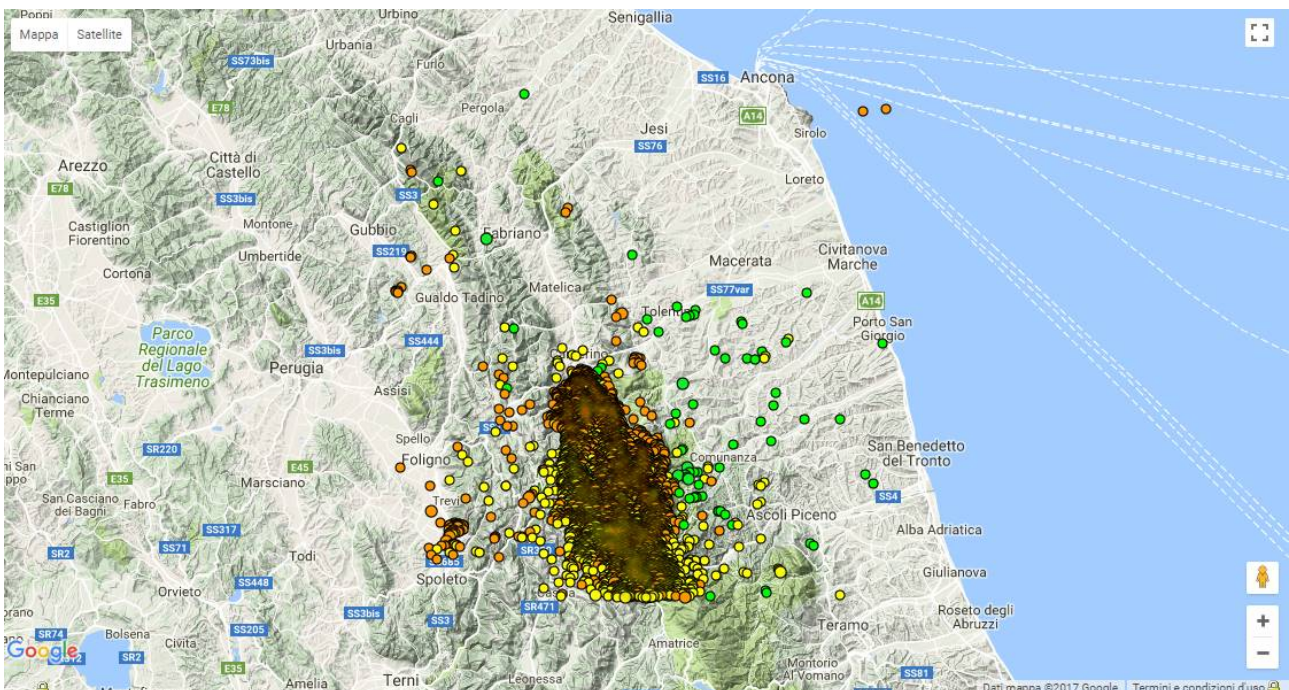 Poppi
Urbino
Senigallia
Mappa
Satellite
Urbania
Furlo
SS73bis
SS16
Ancona
E78
Cagli
Pergola
A14
Jesi
Sirolo
SS76
Arezzo
Città di
Castello
E78
SS3
Loreto
SS3bis
Castiglion
Fiorentino
Montone
Gubbio
Fabriano
Civitanova
Marche
Umbertide
SS219
Macerata
Cortona
Matelica
SS77var
E35
Gualdo Tadino
A14
Porto San
Giorgio
Parco
Regionale
del Lago
Trasimeno
SS444
SS3bis
Perugia
Montepulciano
Assisi
Chianciano
Terme
Spello
SR220
Foligno
San Benedetto
del Tronto
Comunanza
E45
E35
Marsciano
San Casciano
dei Bagni
Fabro
Trevi
SS4
Ascoli Piceno
SS317
Alba Adriatica
SR2
SS71
Todi
Spoleto
Giulianova
SS448
Orvieto
SR471
SS3bis
SS3
Roseto degli
Abruzzi
SS205
Teramo
SR74
Bolsena
Civita
Amatrice
Google
SR2
E35
Montorio
Al Vomano
Amelia
Terni
Leonessa
SS81
Dati mappa ©2017 Google
Termini e condizioni d'uso